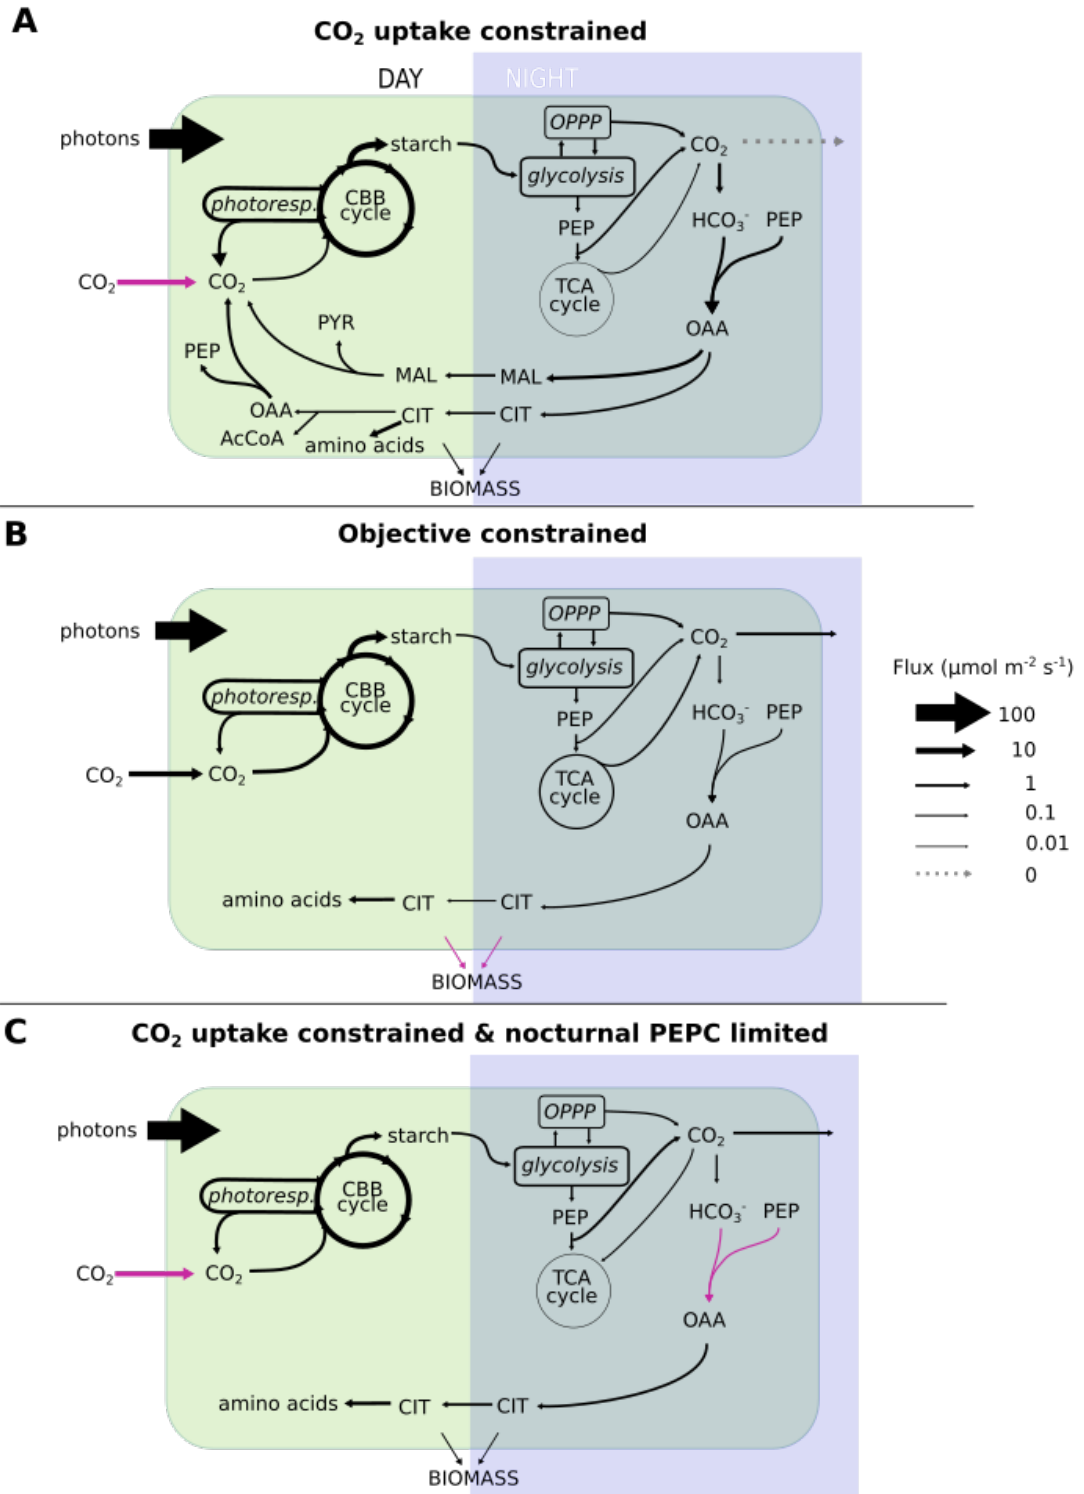 A
CO₂ uptake constrained
DAY
NIGHT
photons
starch
OPPP
CO₂
glycolysis
photoresp.
CBB
cycle
PEP
HCO₃⁻
PEP
CO₂
CO₂
TCA
cycle
PYR
OAA
PEP
MAL
MAL
OAA
CIT
CIT
AcCoA
amino acids
BIOMASS
B
Objective constrained
photons
starch
OPPP
CO₂
glycolysis
photoresp.
CBB
cycle
PEP
HCO₃⁻
PEP
CO₂
CO₂
TCA
cycle
OAA
amino acids
CIT
CIT
BIOMASS
Flux (μmol m⁻² s⁻¹)
100
10
1
0.1
0.01
0
C
CO₂ uptake constrained & nocturnal PEPC limited
photons
starch
OPPP
CO₂
glycolysis
photoresp.
CBB
cycle
PEP
HCO₃⁻
PEP
CO₂
CO₂
TCA
cycle
OAA
amino acids
CIT
CIT
BIOMASS